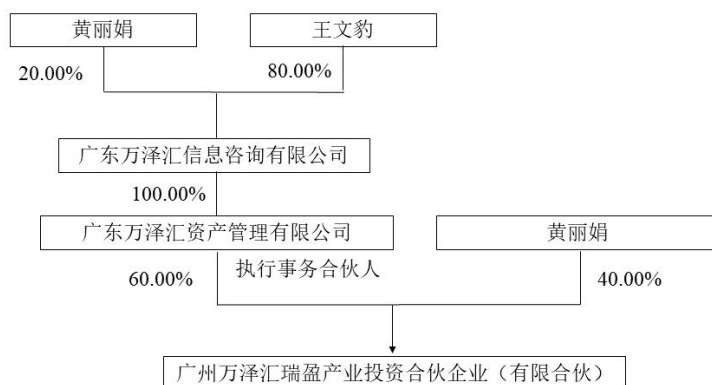 黄丽娟
王文豹
20.00%
80.00%
广东万泽汇信息咨询有限公司
100.00%
广东万泽汇资产管理有限公司
黄丽娟
60.00%
执行事务合伙人
40.00%
广州万泽汇瑞盈产业投资合伙企业（有限合伙）